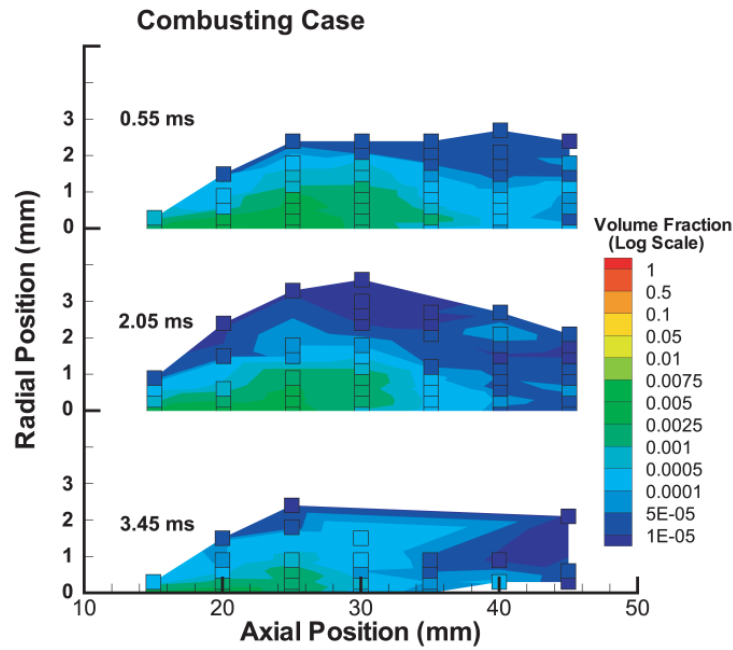 Combusting Case
0.55 ms
3
2
1
0
2.05 ms
3
2
1
0
3.45 ms
3
2
1
0
10
20
30
40
50
Radial Position (mm)
Axial Position (mm)
Volume Fraction
(Log Scale)
1
0.5
0.1
0.05
0.01
0.0075
0.005
0.0025
0.001
0.0005
0.0001
5E-05
1E-05